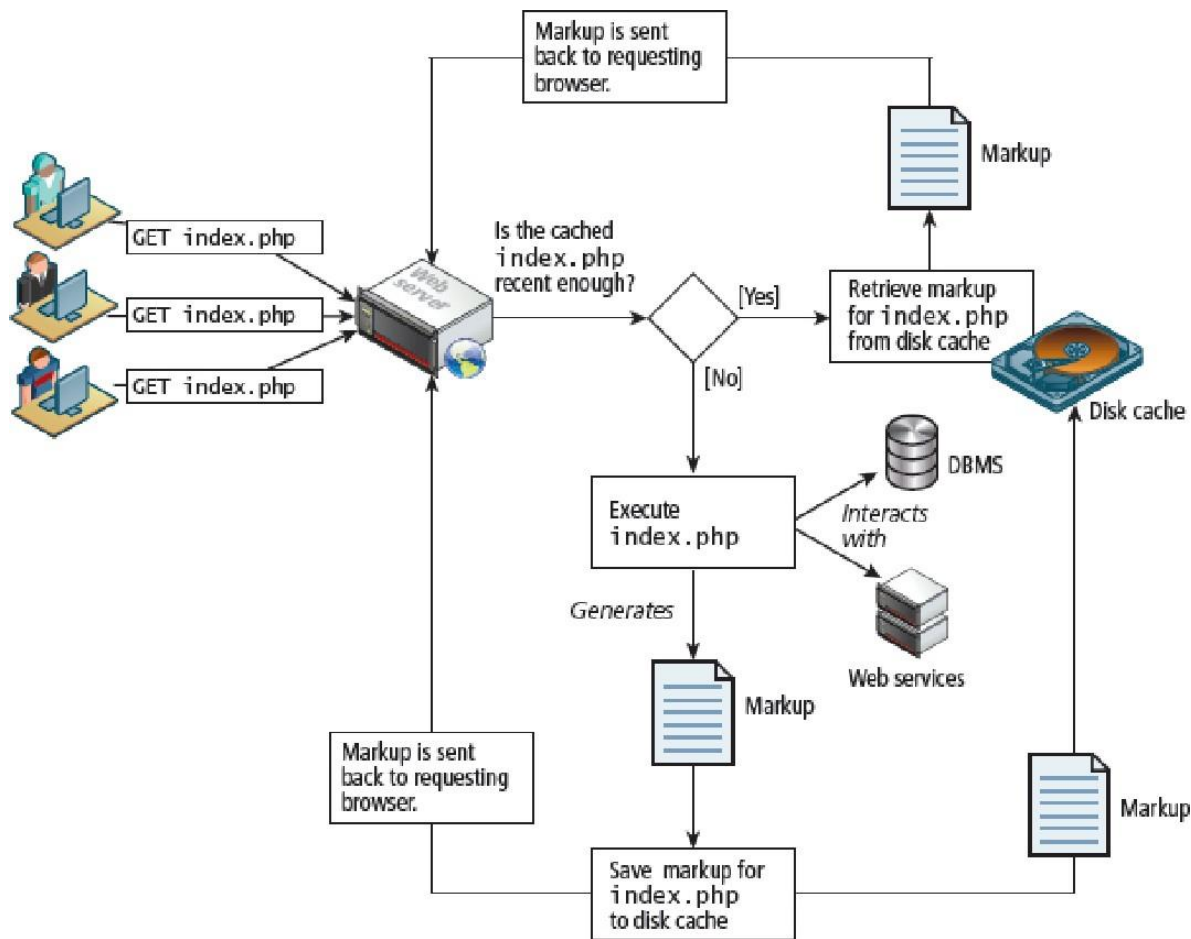 Markup is sent
back to requesting
browser.
Markup
GET index.php
GET index.php
GET index.php
Web
server
Is the cached
index.php
recent enough?
[Yes]
Retrieve markup
for index.php
from disk cache
[No]
Disk cache
DBMS
Execute
index.php
Interacts
with
Generates
Web services
Markup
Markup is sent
back to requesting
browser.
Markup
Save markup for
index.php
to disk cache